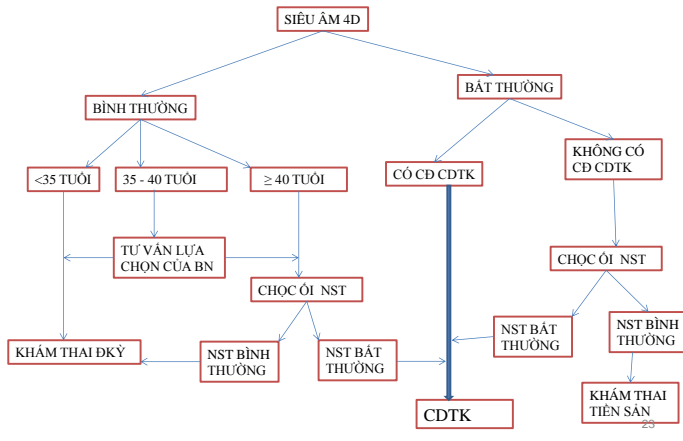 SIÊU ÂM 4D
BÌNH THƯỜNG
BẤT THƯỜNG
<35 TUỔI
35 - 40 TUỔI
≥ 40 TUỔI
CÓ CĐ CDTK
KHÔNG CÓ
CĐ CDTK
TƯ VẤN LỰA
CHỌN CỦA BN
CHỌC ỐI NST
CHỌC ỐI NST
KHÁM THAI ĐKỲ
NST BÌNH
THƯỜNG
NST BẤT
THƯỜNG
NST BẤT
THƯỜNG
NST BÌNH
THƯỜNG
CDTK
KHÁM THAI
TIỀN SẢN
23